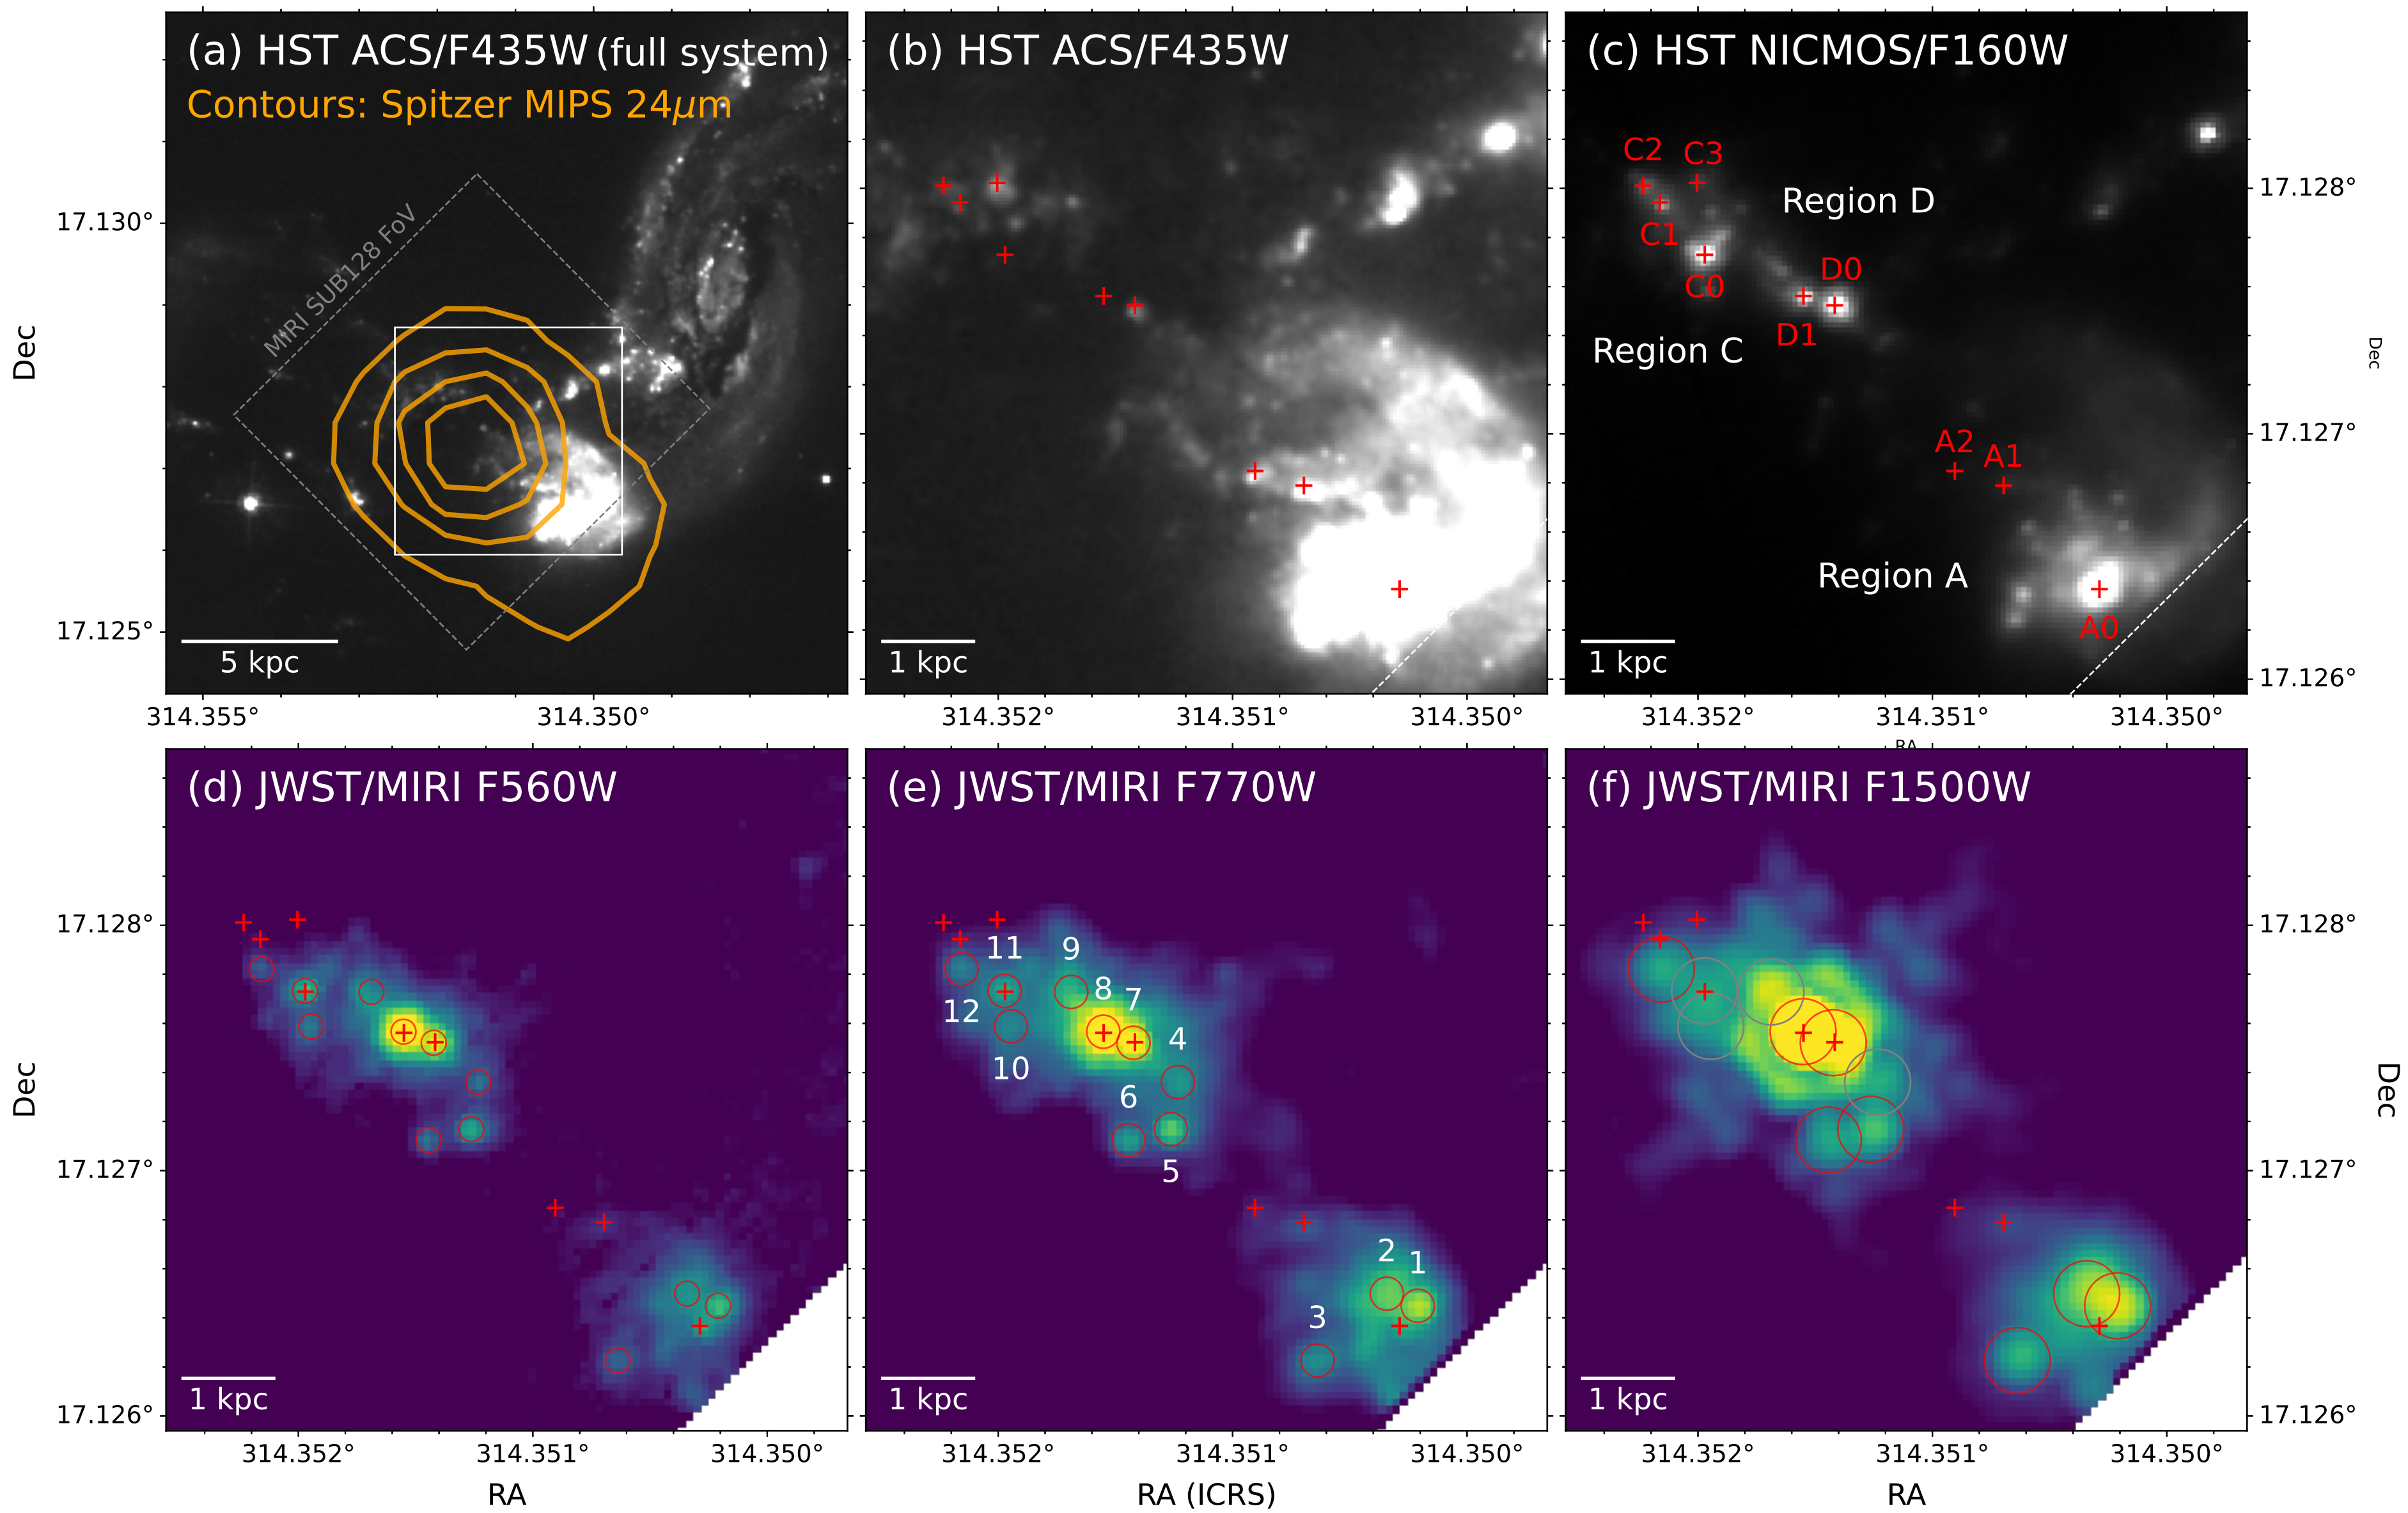 (a) HST ACS/F435W (full system)
Contours: Spitzer MIPS 24μm
MIRI SUB128 FoV
5 kpc
17.130°
17.125°
Dec
314.355°
314.350°
(b) HST ACS/F435W
1 kpc
314.352°
314.351°
314.350°
(c) HST NICMOS/F160W
C2
C3
Region D
C1
C0
D0
D1
Region C
A2
A1
Region A
A0
1 kpc
17.128°
17.127°
17.126°
Dec
314.352°
314.351°
314.350°
RA
(d) JWST/MIRI F560W
1 kpc
17.128°
17.127°
17.126°
Dec
314.352°
314.351°
314.350°
RA
(e) JWST/MIRI F770W
11
9
8
7
12
4
10
6
5
2
1
3
1 kpc
314.352°
314.351°
314.350°
RA (ICRS)
(f) JWST/MIRI F1500W
1 kpc
17.128°
17.127°
17.126°
Dec
314.352°
314.351°
314.350°
RA